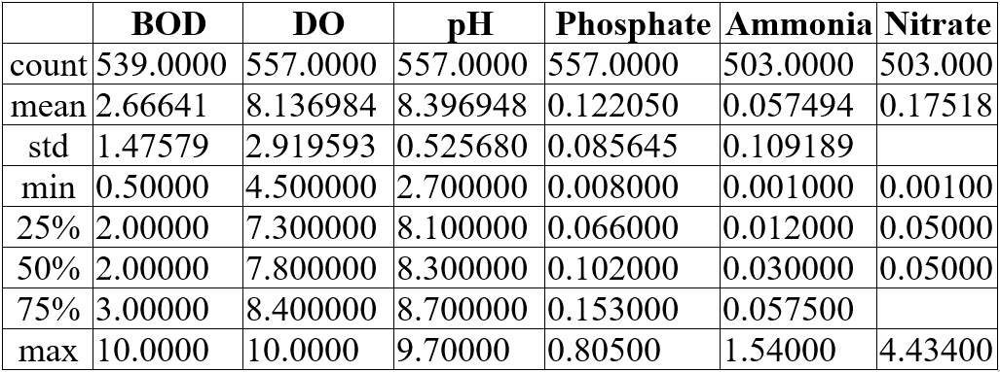 BOD DO pH Phosphate Ammonia Nitrate
count 539.0000 557.0000 557.0000 557.0000 503.0000 503.000
mean 2.66641 8.136984 8.396948 0.122050 0.057494 0.17518
std 1.47579 2.919593 0.525680 0.085645 0.109189
min 0.50000 4.500000 2.700000 0.008000 0.001000 0.00100
25% 2.00000 7.300000 8.100000 0.066000 0.012000 0.05000
50% 2.00000 7.800000 8.300000 0.102000 0.030000 0.05000
75% 3.00000 8.400000 8.700000 0.153000 0.057500
max 10.0000 10.0000 9.70000 0.80500 1.54000 4.43400